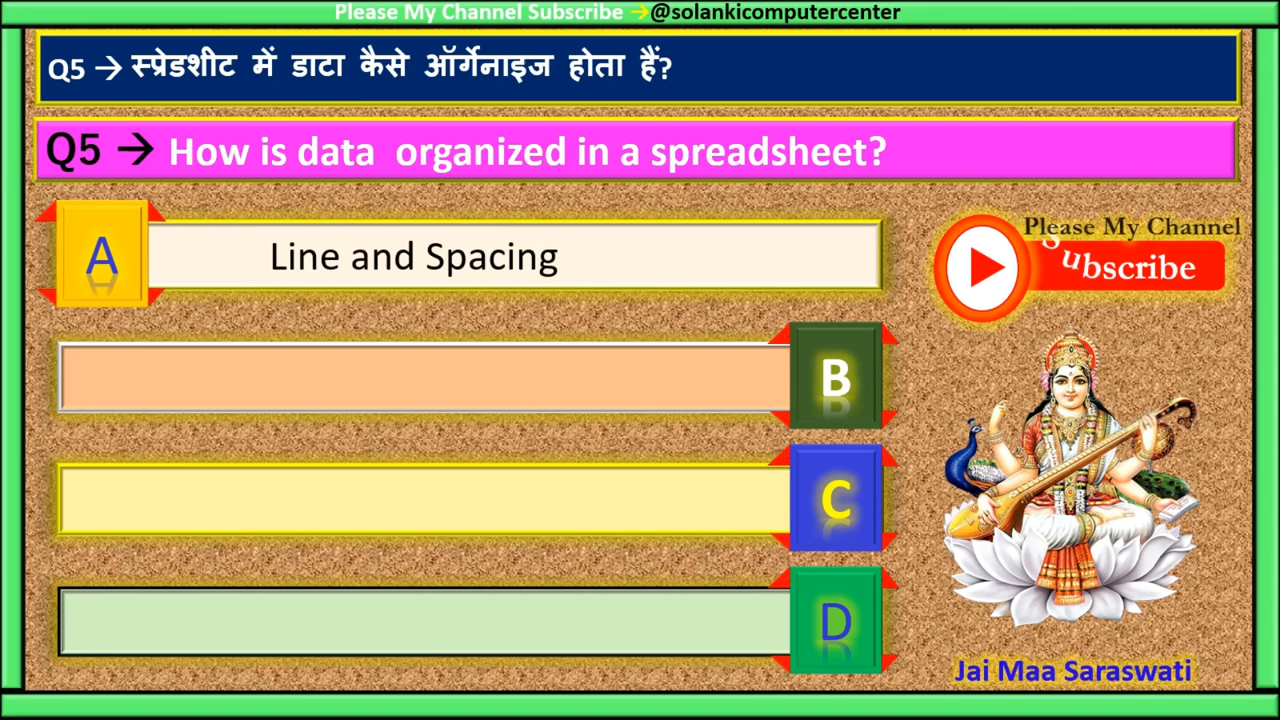 Please My Channel Subscribe →@solankicomputercenter
Q5 → स्प्रेडशीट में डाटा कैसे ऑर्गेनाइज होता हैं?
Q5 → How is data organized in a spreadsheet?
A Line and Spacing
Please My Channel
Subscribe
B
C
D
Jai Maa Saraswati